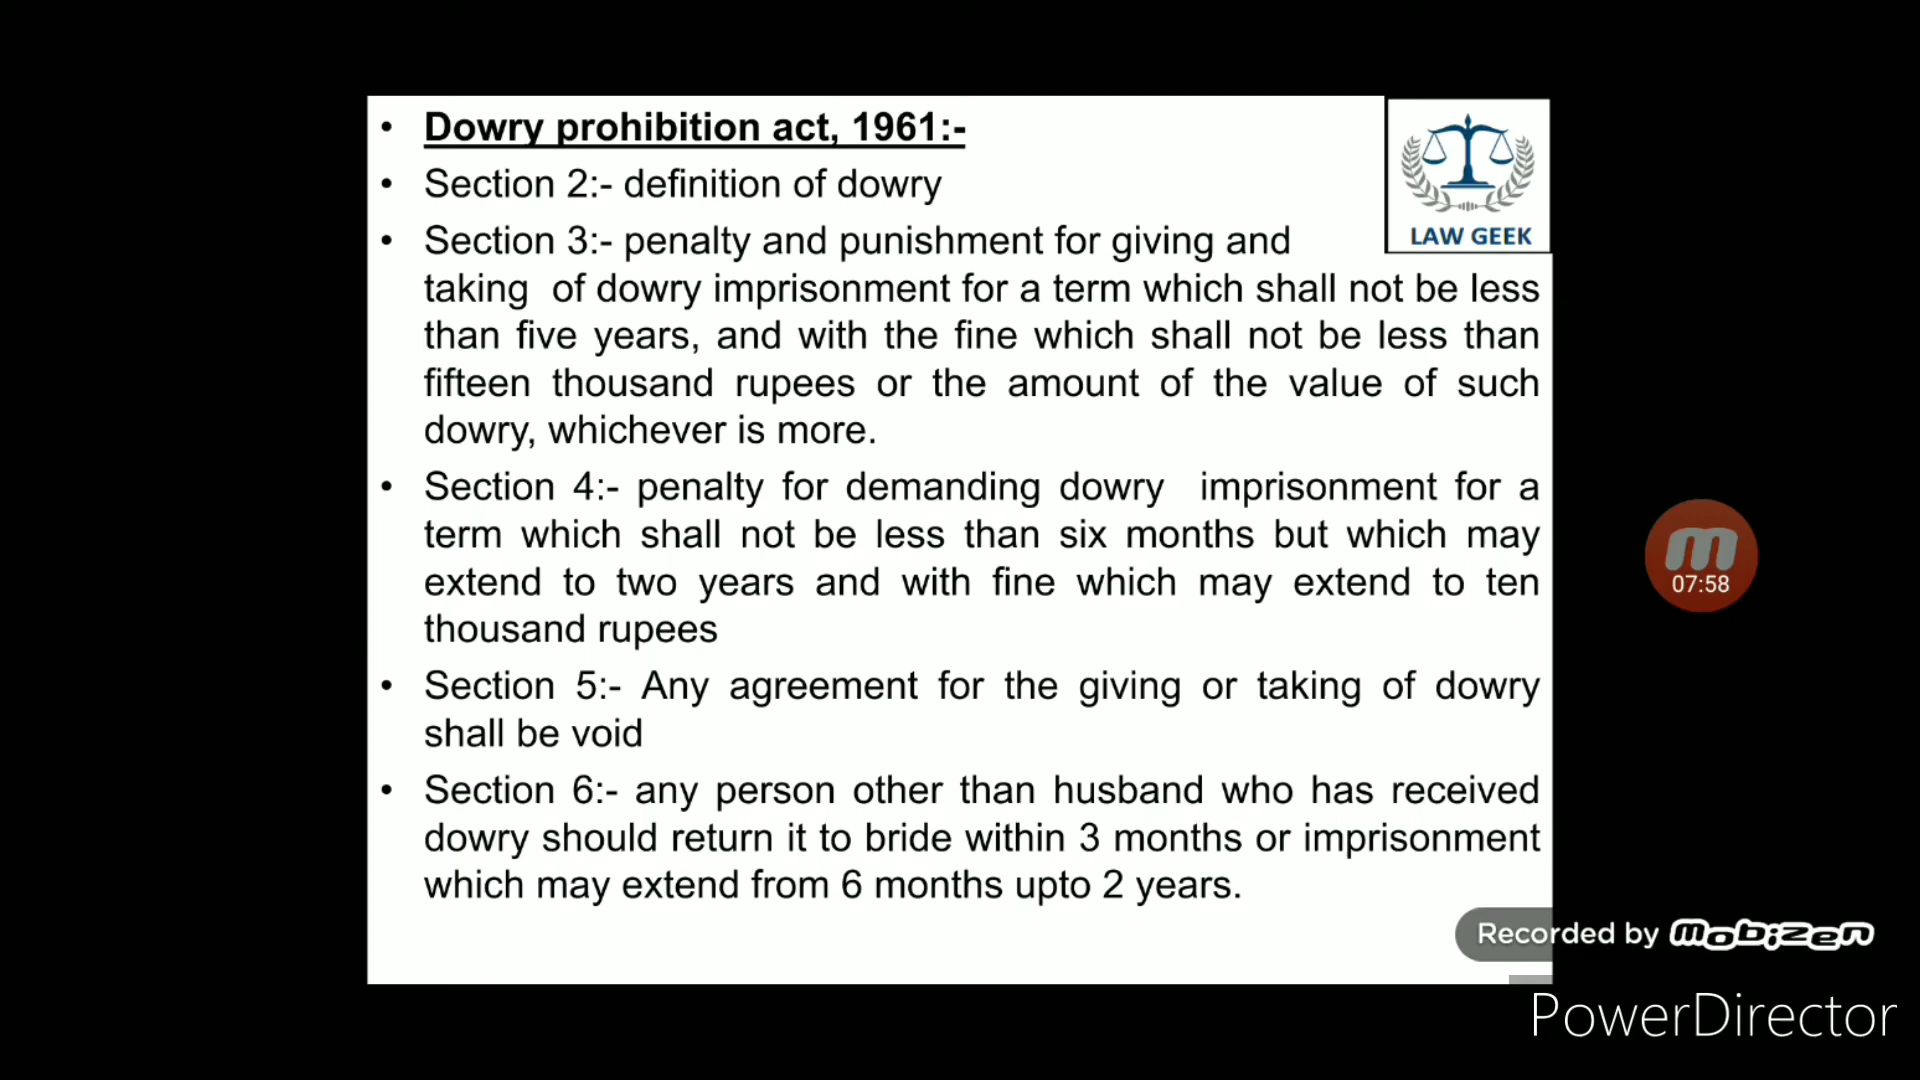 • Dowry prohibition act, 1961:-
• Section 2:- definition of dowry
• Section 3:- penalty and punishment for giving and
taking of dowry imprisonment for a term which shall not be less
than five years, and with the fine which shall not be less than
fifteen thousand rupees or the amount of the value of such
dowry, whichever is more.
• Section 4:- penalty for demanding dowry imprisonment for a
term which shall not be less than six months but which may
extend to two years and with fine which may extend to ten
thousand rupees
• Section 5:- Any agreement for the giving or taking of dowry
shall be void
• Section 6:- any person other than husband who has received
dowry should return it to bride within 3 months or imprisonment
which may extend from 6 months upto 2 years.
LAW GEEK
m
07:58
Recorded by mobizen
PowerDirector